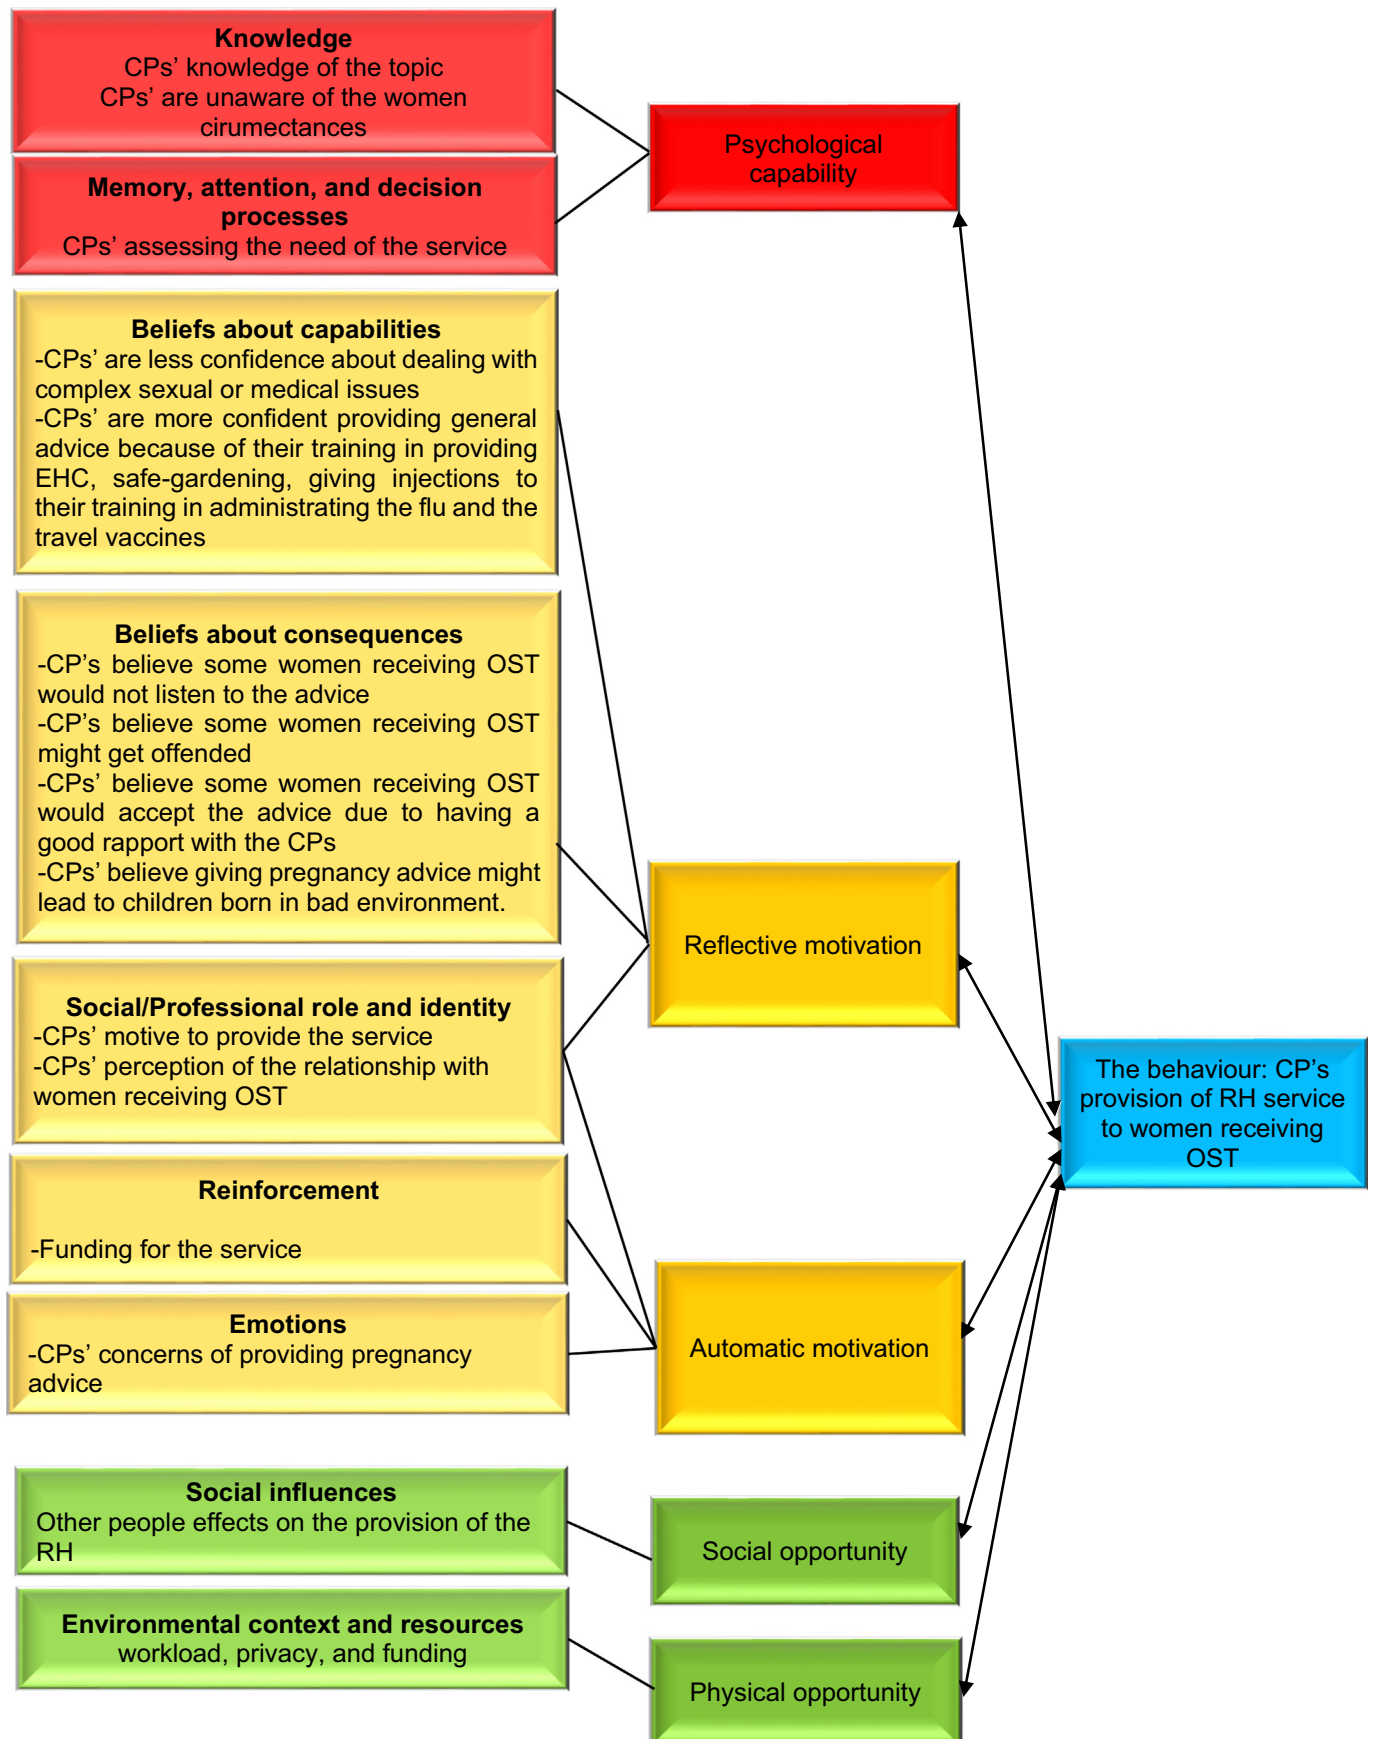 Knowledge
CPs’ knowledge of the topic
CPs’ are unaware of the women
cirumectances
Memory, attention, and decision
processes
CPs’ assessing the need of the service
Psychological
capability
Beliefs about capabilities
-CPs’ are less confidence about dealing with
complex sexual or medical issues
-CPs’ are more confident providing general
advice because of their training in providing
EHC, safe-gardening, giving injections to
their training in administrating the flu and the
travel vaccines
Beliefs about consequences
-CP’s believe some women receiving OST
would not listen to the advice
-CP’s believe some women receiving OST
might get offended
-CPs’ believe some women receiving OST
would accept the advice due to having a
good rapport with the CPs
-CPs’ believe giving pregnancy advice might
lead to children born in bad environment.
Reflective motivation
Social/Professional role and identity
-CPs’ motive to provide the service
-CPs’ perception of the relationship with
women receiving OST
The behaviour: CP’s
provision of RH service
to women receiving
OST
Reinforcement
-Funding for the service
Emotions
-CPs’ concerns of providing pregnancy
advice
Automatic motivation
Social influences
Other people effects on the provision of the
RH
Social opportunity
Environmental context and resources
workload, privacy, and funding
Physical opportunity